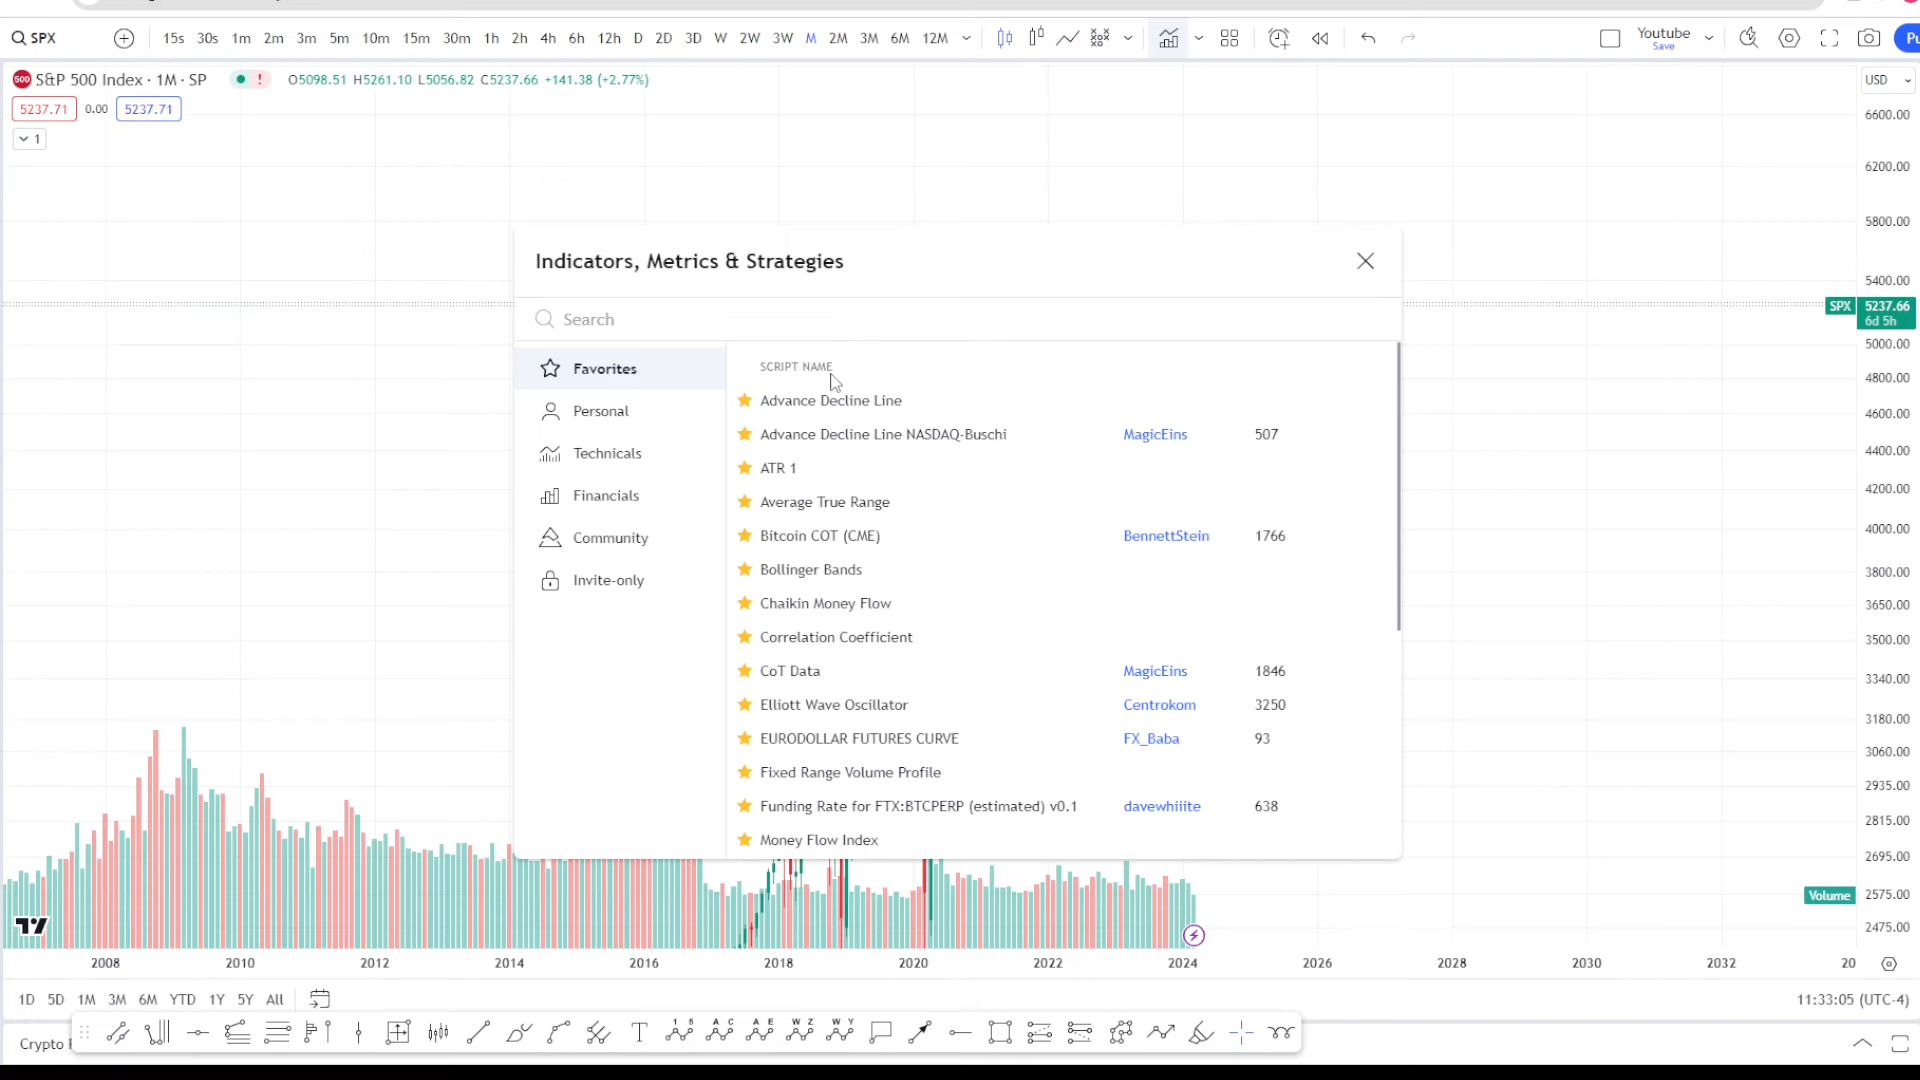 SPX 15s 30s 1m 2m 3m 5m 10m 15m 30m 1h 2h 4h 6h 12h D 2D 3D W 2W 3W M 2M 3M 6M 12M Youtube Pu
Save
500 S&P 500 Index · 1M · SP ! O5098.51 H5261.10 L5056.82 C5237.66 +141.38 (+2.77%) USD
5237.71 0.00 5237.71
1
6600.00
6200.00
5800.00
5400.00
SPX 5237.66
6d 5h
5000.00
4800.00
4600.00
4400.00
4200.00
4000.00
3800.00
3650.00
3500.00
3340.00
3180.00
3060.00
2935.00
2815.00
2695.00
2575.00
2475.00
Indicators, Metrics & Strategies
Search
Favorites
Personal
Technicals
Financials
Community
Invite-only
SCRIPT NAME
Advance Decline Line
Advance Decline Line NASDAQ-Buschi MagicEins 507
ATR 1
Average True Range
Bitcoin COT (CME) BennettStein 1766
Bollinger Bands
Chaikin Money Flow
Correlation Coefficient
CoT Data MagicEins 1846
Elliott Wave Oscillator Centrokom 3250
EURODOLLAR FUTURES CURVE FX_Baba 93
Fixed Range Volume Profile
Funding Rate for FTX:BTCPERP (estimated) v0.1 davewhiiite 638
Money Flow Index
Volume
2008 2010 2012 2014 2016 2018 2020 2022 2024 2026 2028 2030 2032 20
1D 5D 1M 3M 6M YTD 1Y 5Y All 11:33:05 (UTC-4)
Crypto